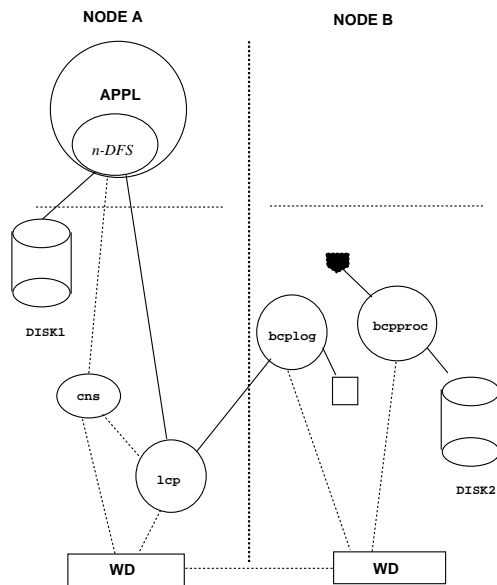 NODE A
NODE B
APPL
n-DFS
DISK1
bcplog
bcpproc
cns
lcp
DISK2
WD
WD